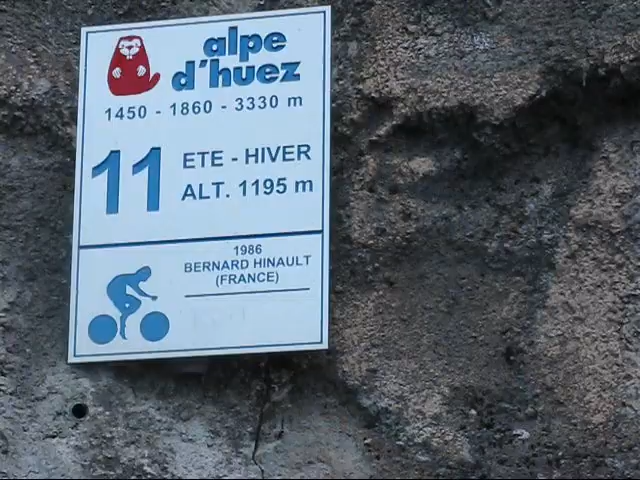 alpe
d'huez
1450 - 1860 - 3330 m
11 ETE - HIVER
ALT. 1195 m
1986
BERNARD HINAULT
(FRANCE)